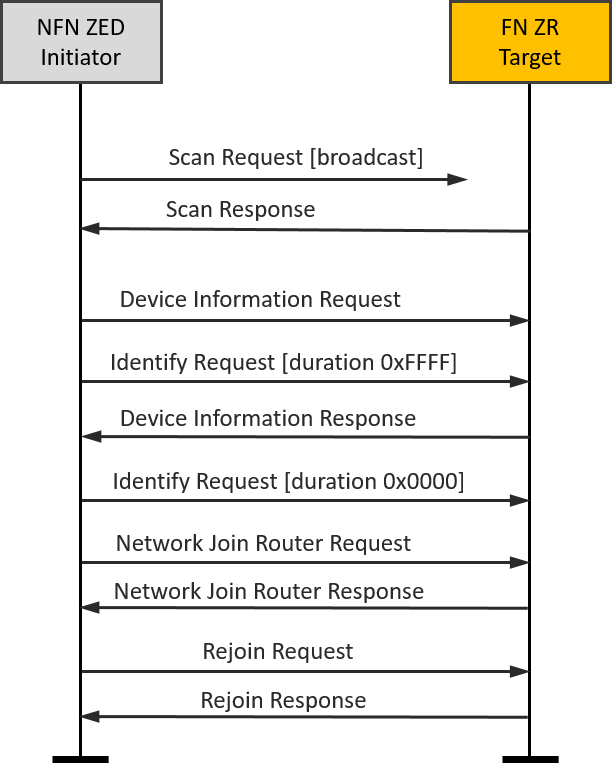 NFN ZED
Initiator
FN ZR
Target
Scan Request [broadcast]
Scan Response
Device Information Request
Identify Request [duration 0xFFFF]
Device Information Response
Identify Request [duration 0x0000]
Network Join Router Request
Network Join Router Response
Rejoin Request
Rejoin Response